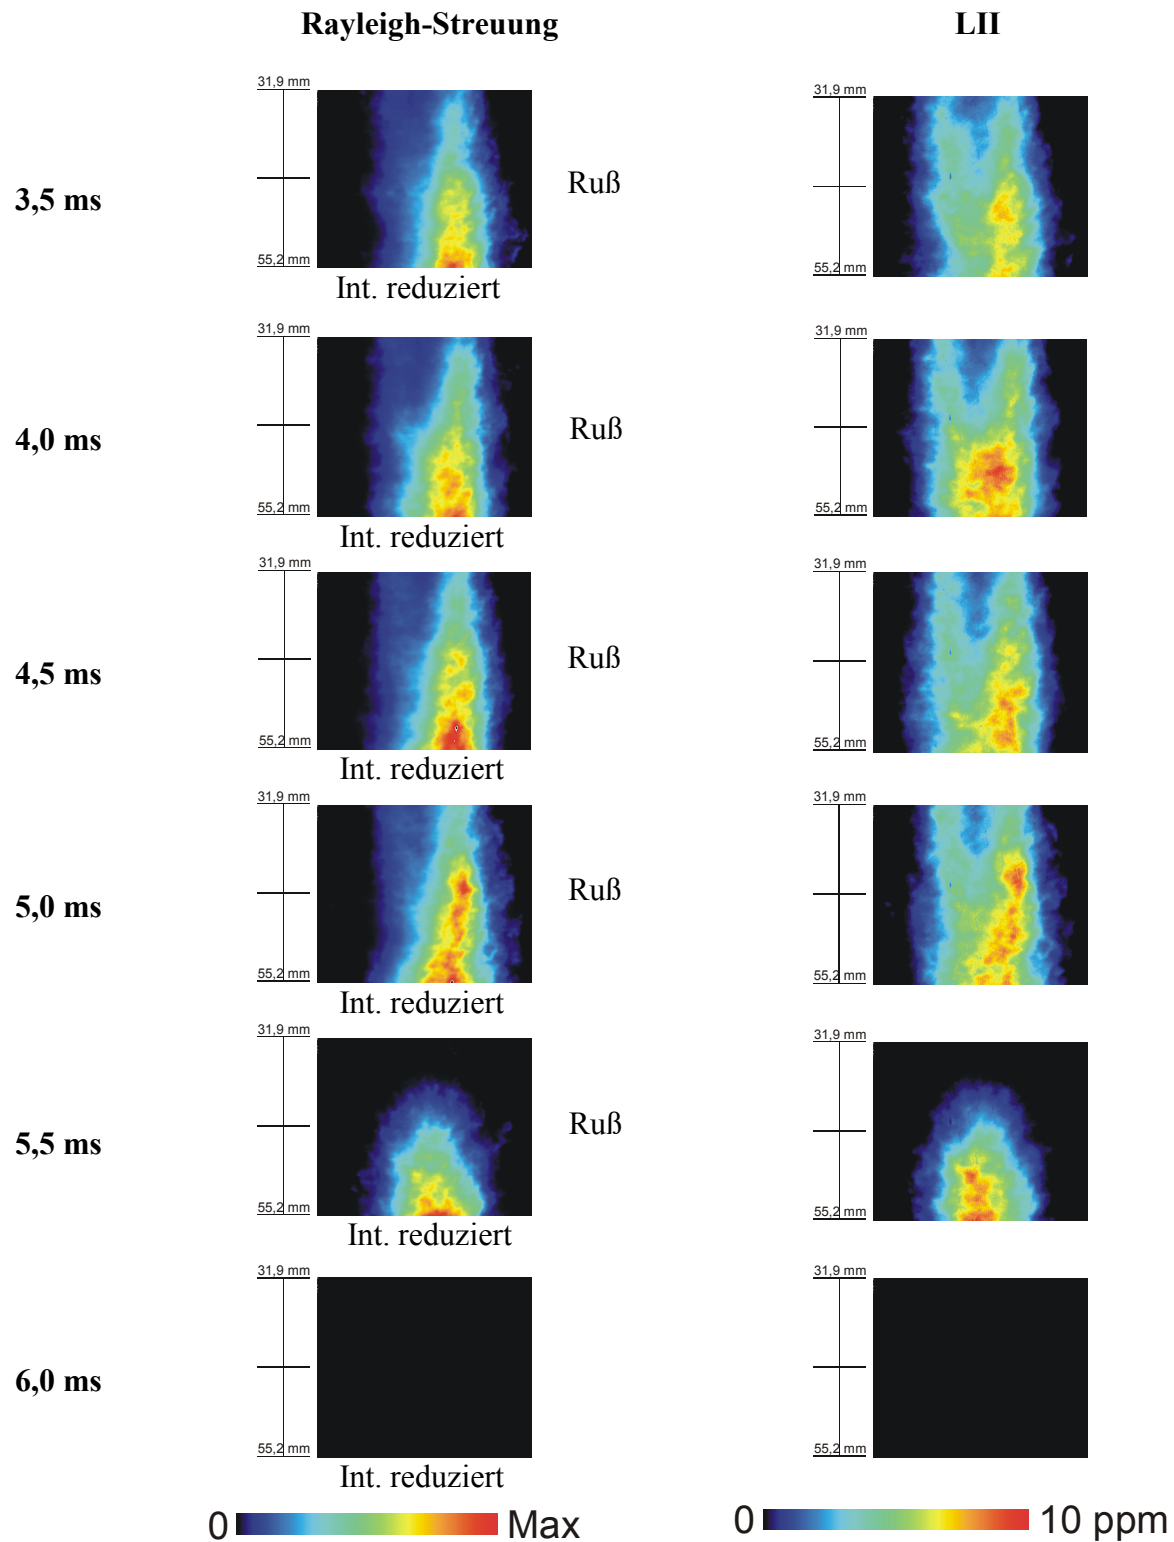 Rayleigh-Streuung LII
31,9 mm 31,9 mm
3,5 ms Ruß
55,2 mm 55,2 mm
Int. reduziert
31,9 mm 31,9 mm
4,0 ms Ruß
55,2 mm 55,2 mm
Int. reduziert
31,9 mm 31,9 mm
4,5 ms Ruß
55,2 mm 55,2 mm
Int. reduziert
31,9 mm 31,9 mm
5,0 ms Ruß
55,2 mm 55,2 mm
Int. reduziert
31,9 mm 31,9 mm
5,5 ms Ruß
55,2 mm 55,2 mm
Int. reduziert
31,9 mm 31,9 mm
6,0 ms
55,2 mm 55,2 mm
Int. reduziert
0 Max 0 10 ppm